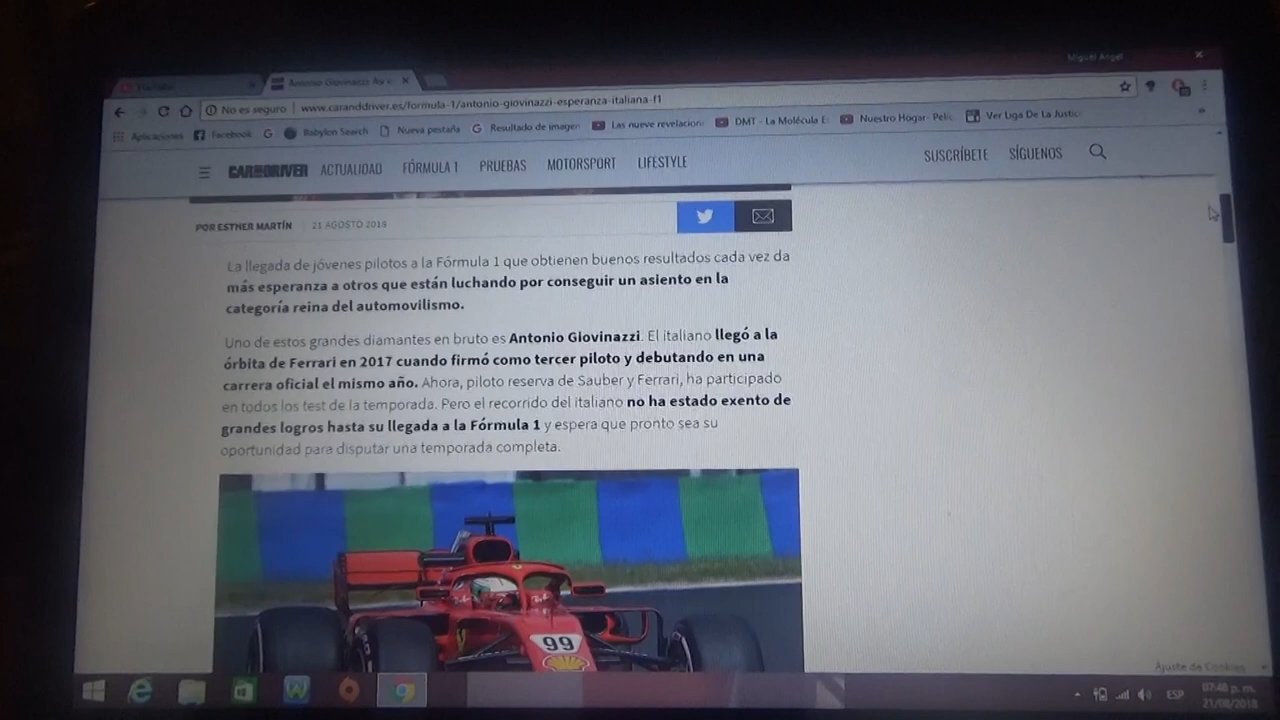 Miguel Angel
YouTube
Antonio Giovinazzi
No es seguro | www.caranddriver.es/formula-1/antonio-giovinazzi-esperanza-italiana-f1
Aplicaciones Facebook Babylon Search Nueva pestaña Resultado de imagen Las nueve revelacion DMT - La Molécula E Nuestro Hogar- Pelíc Ver Liga De La Justic
CAR AND DRIVER ACTUALIDAD FÓRMULA 1 PRUEBAS MOTORSPORT LIFESTYLE SUSCRÍBETE SÍGUENOS
POR ESTHER MARTÍN | 21 AGOSTO 2018
La llegada de jóvenes pilotos a la Fórmula 1 que obtienen buenos resultados cada vez da
más esperanza a otros que están luchando por conseguir un asiento en la
categoría reina del automovilismo.
Uno de estos grandes diamantes en bruto es Antonio Giovinazzi. El italiano llegó a la
órbita de Ferrari en 2017 cuando firmó como tercer piloto y debutando en una
carrera oficial el mismo año. Ahora, piloto reserva de Sauber y Ferrari, ha participado
en todos los test de la temporada. Pero el recorrido del italiano no ha estado exento de
grandes logros hasta su llegada a la Fórmula 1 y espera que pronto sea su
oportunidad para disputar una temporada completa.
99
Ajuste de Cookies
ESP
07:48 p. m.
21/08/2018